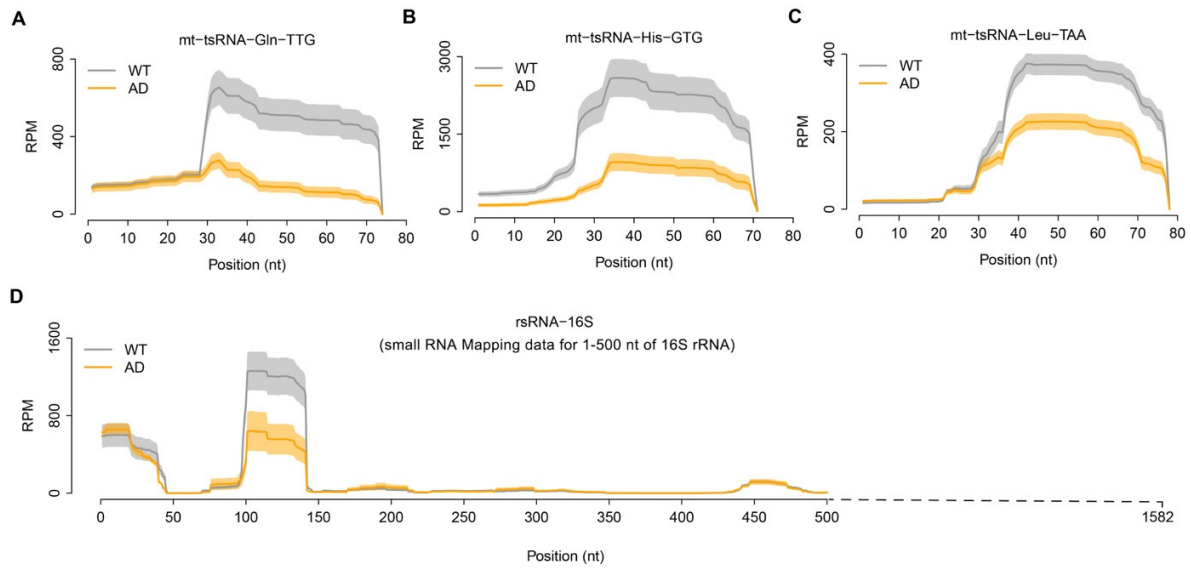 A
mt−tsRNA−Gln−TTG
WT
AD
RPM
800
400
0
0 10 20 30 40 50 60 70 80
Position (nt)
B
mt−tsRNA−His−GTG
WT
AD
RPM
3000
1500
0
0 10 20 30 40 50 60 70 80
Position (nt)
C
mt−tsRNA−Leu−TAA
WT
AD
RPM
400
200
0
0 10 20 30 40 50 60 70 80
Position (nt)
D
rsRNA−16S
(small RNA Mapping data for 1-500 nt of 16S rRNA)
WT
AD
RPM
1600
800
0
0 50 100 150 200 250 300 350 400 450 500 1582
Position (nt)